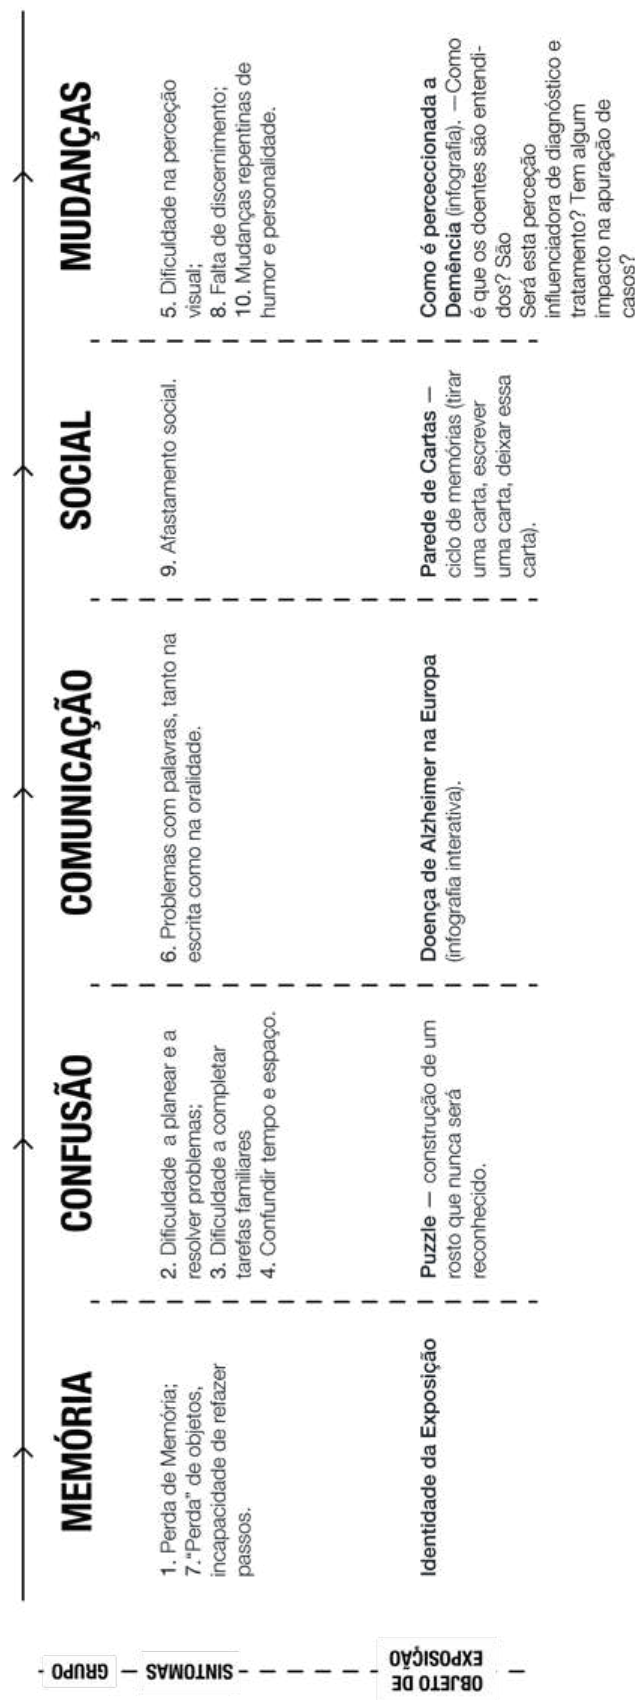 GRUPO
MEMÓRIA
CONFUSÃO
COMUNICAÇÃO
SOCIAL
MUDANÇAS
SINTOMAS
1. Perda de Memória;
7."Perda" de objetos,
incapacidade de refazer
passos.
2. Dificuldade a planear e a
resolver problemas;
3. Dificuldade a completar
tarefas familiares
4. Confundir tempo e espaço.
6. Problemas com palavras, tanto na
escrita como na oralidade.
9. Afastamento social.
5. Dificuldade na perceção
visual;
8. Falta de discernimento;
10. Mudanças repentinas de
humor e personalidade.
OBJETO DE
EXPOSIÇÃO
Identidade da Exposição
Puzzle — construção de um
rosto que nunca será
reconhecido.
Doença de Alzheimer na Europa
(infografia interativa).
Parede de Cartas —
ciclo de memórias (tirar
uma carta, escrever
uma carta, deixar essa
carta).
Como é perceccionada a
Demência (infografia). —Como
é que os doentes são entendi-
dos? São
Será esta perceção
influenciadora de diagnóstico e
tratamento? Tem algum
impacto na apuração de
casos?